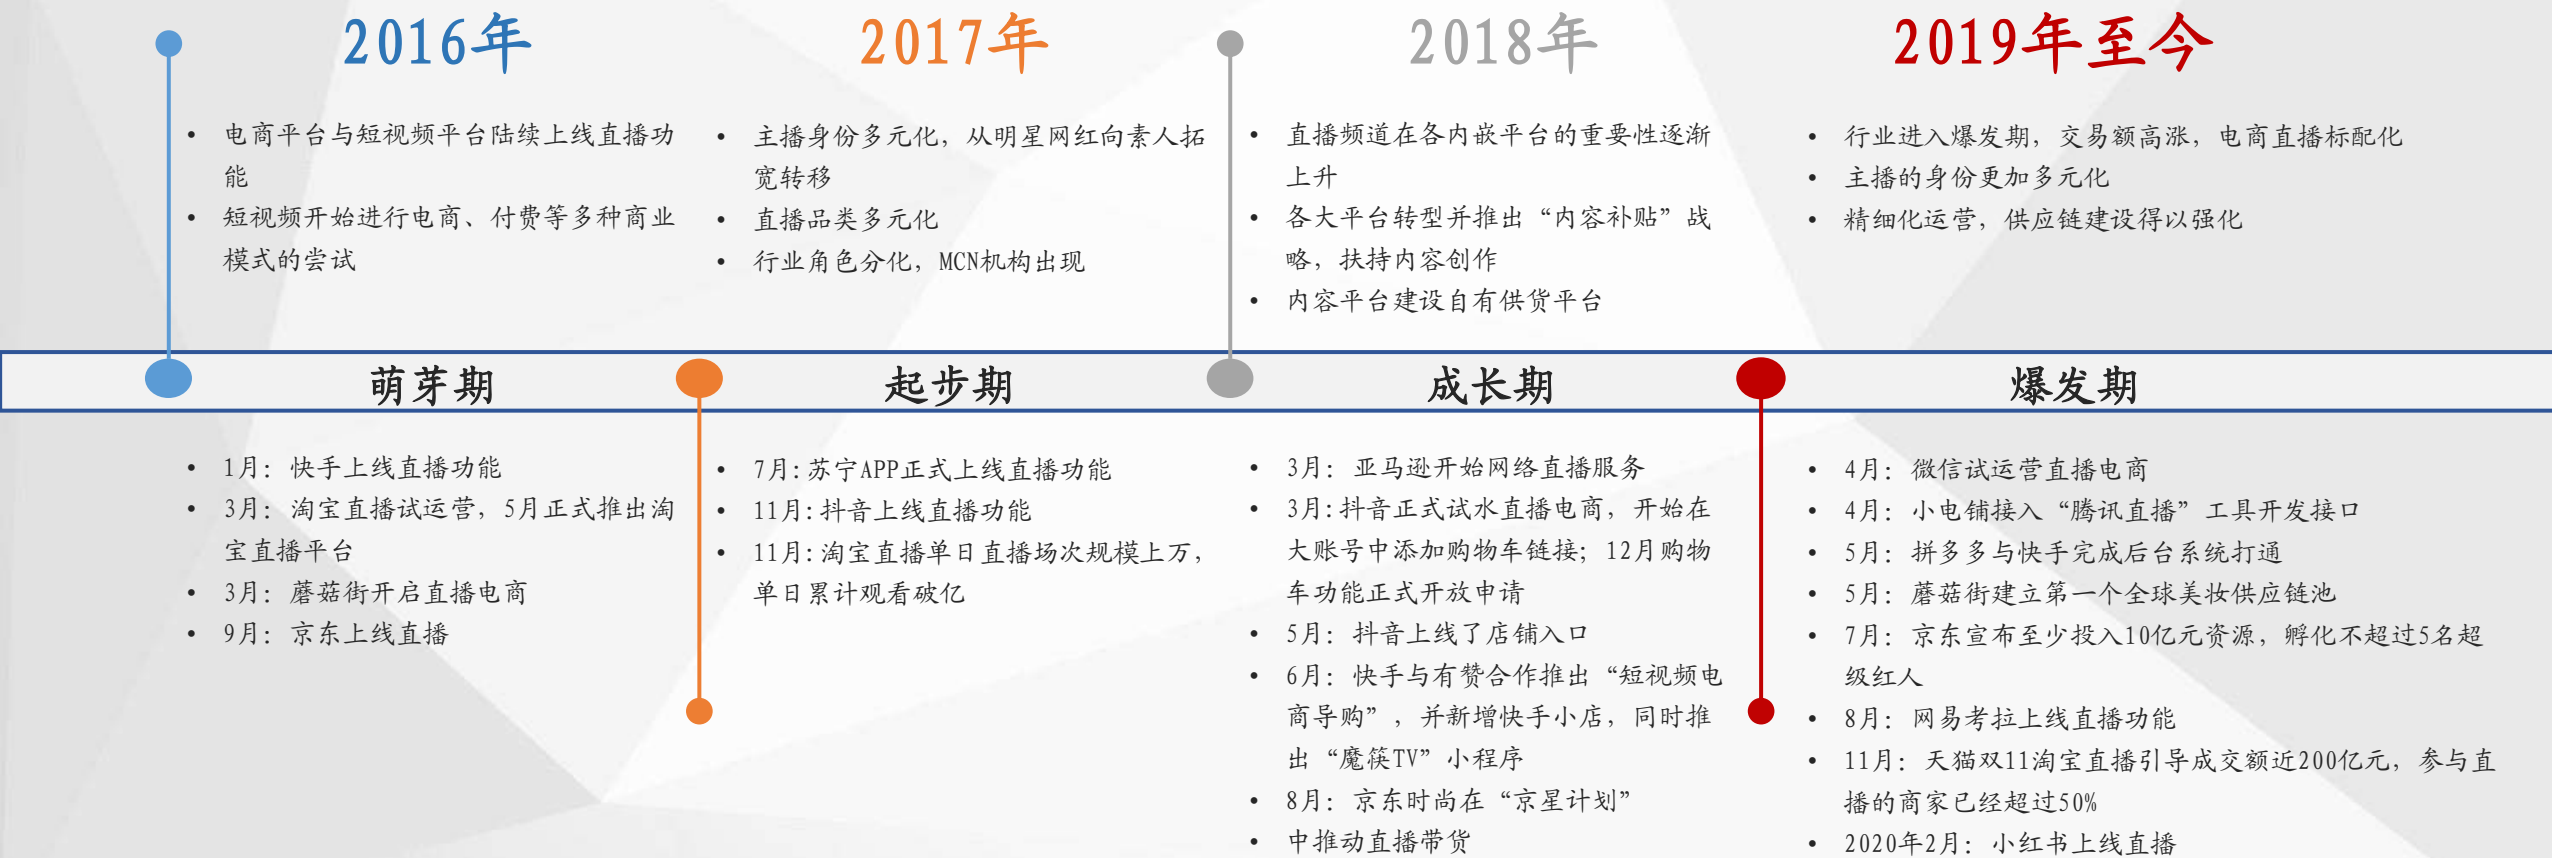 2016年
• 电商平台与短视频平台陆续上线直播功
能
• 短视频开始进行电商、付费等多种商业
模式的尝试
2017年
• 主播身份多元化，从明星网红向素人拓
宽转移
• 直播品类多元化
• 行业角色分化，MCN机构出现
2018年
• 直播频道在各内嵌平台的重要性逐渐
上升
• 各大平台转型并推出“内容补贴”战
略，扶持内容创作
• 内容平台建设自有供货平台
2019年至今
• 行业进入爆发期，交易额高涨，电商直播标配化
• 主播的身份更加多元化
• 精细化运营，供应链建设得以强化
萌芽期
起步期
成长期
爆发期
• 1月：快手上线直播功能
• 3月：淘宝直播试运营，5月正式推出淘
宝直播平台
• 3月：蘑菇街开启直播电商
• 9月：京东上线直播
• 7月:苏宁APP正式上线直播功能
• 11月:抖音上线直播功能
• 11月:淘宝直播单日直播场次规模上万，
单日累计观看破亿
• 3月：亚马逊开始网络直播服务
• 3月:抖音正式试水直播电商，开始在
大账号中添加购物车链接；12月购物
车功能正式开放申请
• 5月：抖音上线了店铺入口
• 6月：快手与有赞合作推出“短视频电
商导购”，并新增快手小店，同时推
出“魔筷TV”小程序
• 8月：京东时尚在“京星计划”
• 中推动直播带货
• 4月：微信试运营直播电商
• 4月：小电铺接入“腾讯直播”工具开发接口
• 5月：拼多多与快手完成后台系统打通
• 5月：蘑菇街建立第一个全球美妆供应链池
• 7月：京东宣布至少投入10亿元资源，孵化不超过5名超
级红人
• 8月：网易考拉上线直播功能
• 11月：天猫双11淘宝直播引导成交额近200亿元，参与直
播的商家已经超过50%
• 2020年2月：小红书上线直播